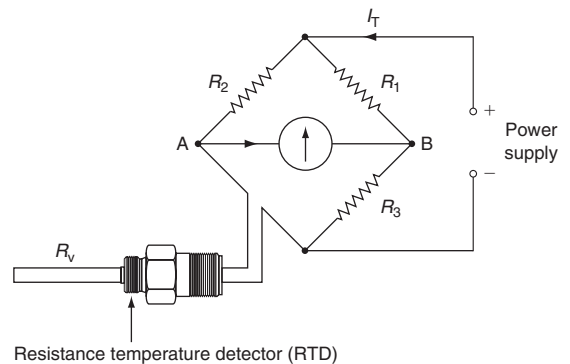 I_T
R_2
R_1
A
B
+
Power
supply
−
R_3
R_v
Resistance temperature detector (RTD)